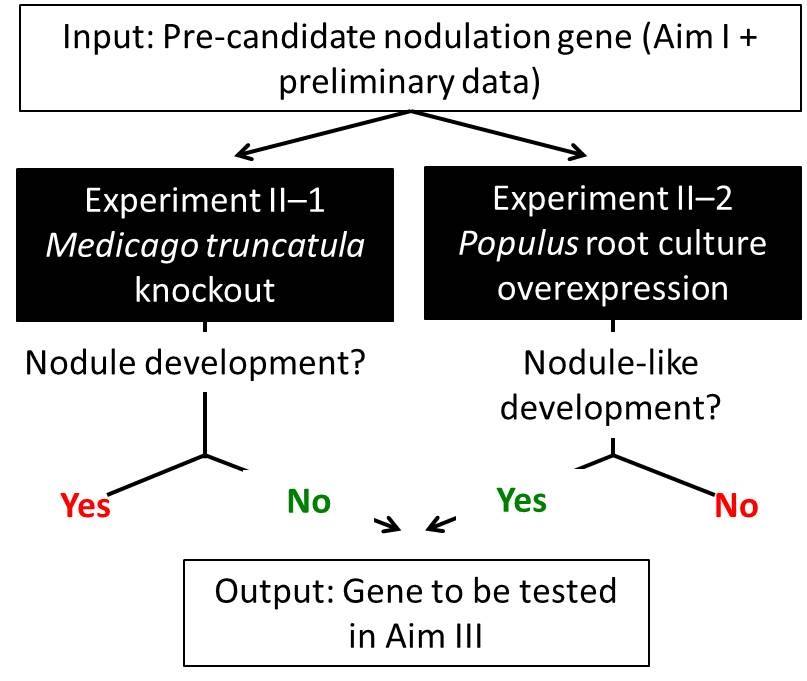 Input: Pre-candidate nodulation gene (Aim I +
preliminary data)
Experiment II–1
Medicago truncatula
knockout
Experiment II–2
Populus root culture
overexpression
Nodule development?
Nodule-like
development?
Yes
No
Yes
No
Output: Gene to be tested
in Aim III